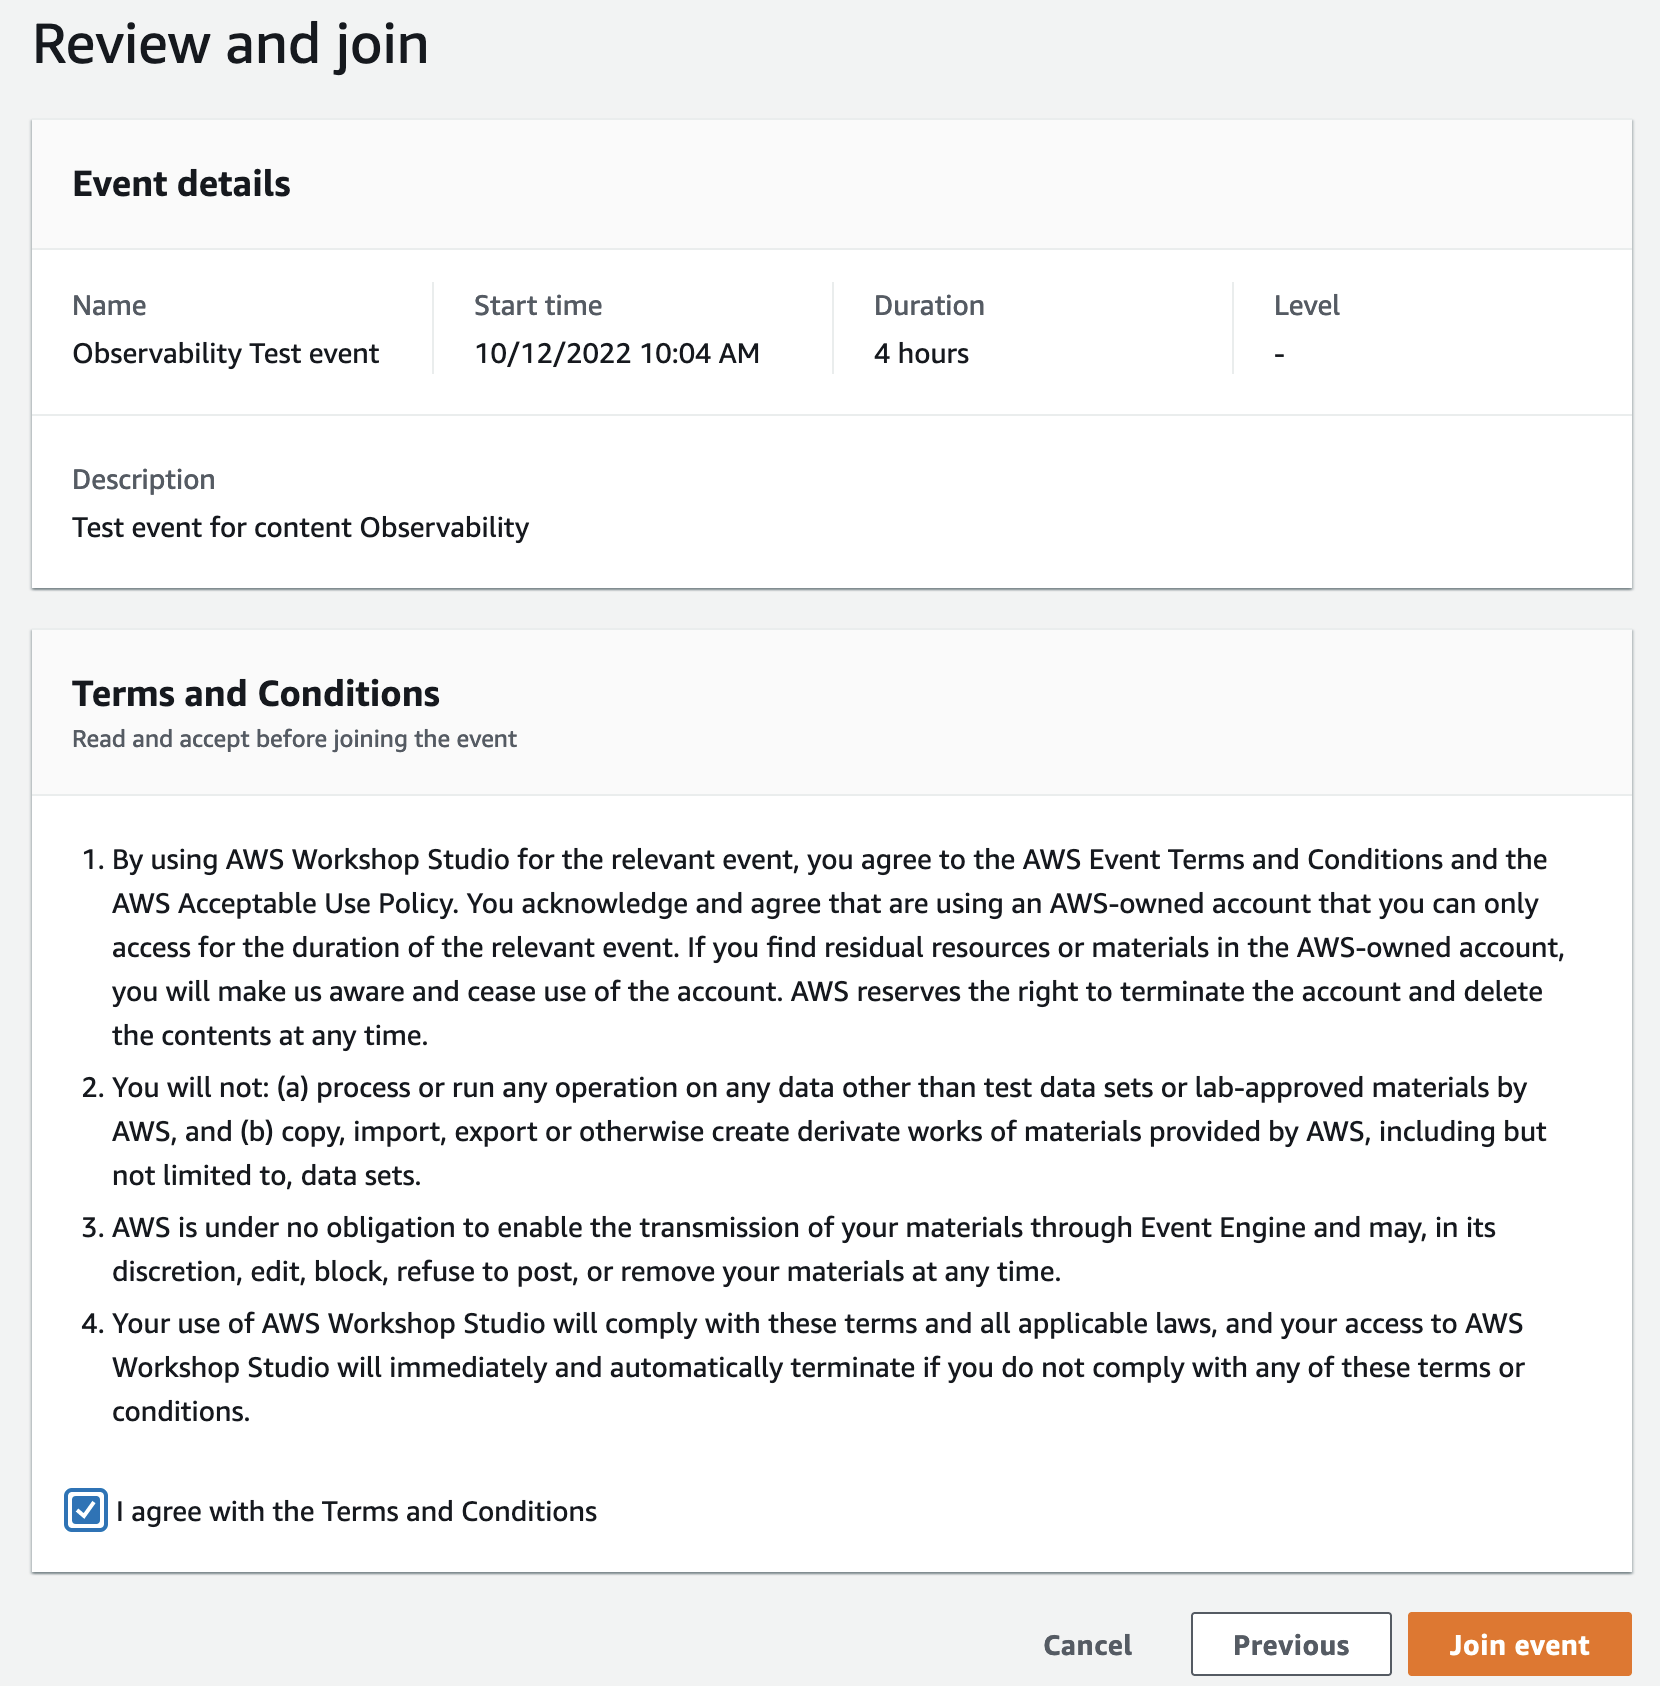 Review and join
Event details
Name
Observability Test event
Start time
10/12/2022 10:04 AM
Duration
4 hours
Level
-
Description
Test event for content Observability
Terms and Conditions
Read and accept before joining the event
1. By using AWS Workshop Studio for the relevant event, you agree to the AWS Event Terms and Conditions and the
AWS Acceptable Use Policy. You acknowledge and agree that are using an AWS-owned account that you can only
access for the duration of the relevant event. If you find residual resources or materials in the AWS-owned account,
you will make us aware and cease use of the account. AWS reserves the right to terminate the account and delete
the contents at any time.
2. You will not: (a) process or run any operation on any data other than test data sets or lab-approved materials by
AWS, and (b) copy, import, export or otherwise create derivate works of materials provided by AWS, including but
not limited to, data sets.
3. AWS is under no obligation to enable the transmission of your materials through Event Engine and may, in its
discretion, edit, block, refuse to post, or remove your materials at any time.
4. Your use of AWS Workshop Studio will comply with these terms and all applicable laws, and your access to AWS
Workshop Studio will immediately and automatically terminate if you do not comply with any of these terms or
conditions.
I agree with the Terms and Conditions
Cancel
Previous
Join event